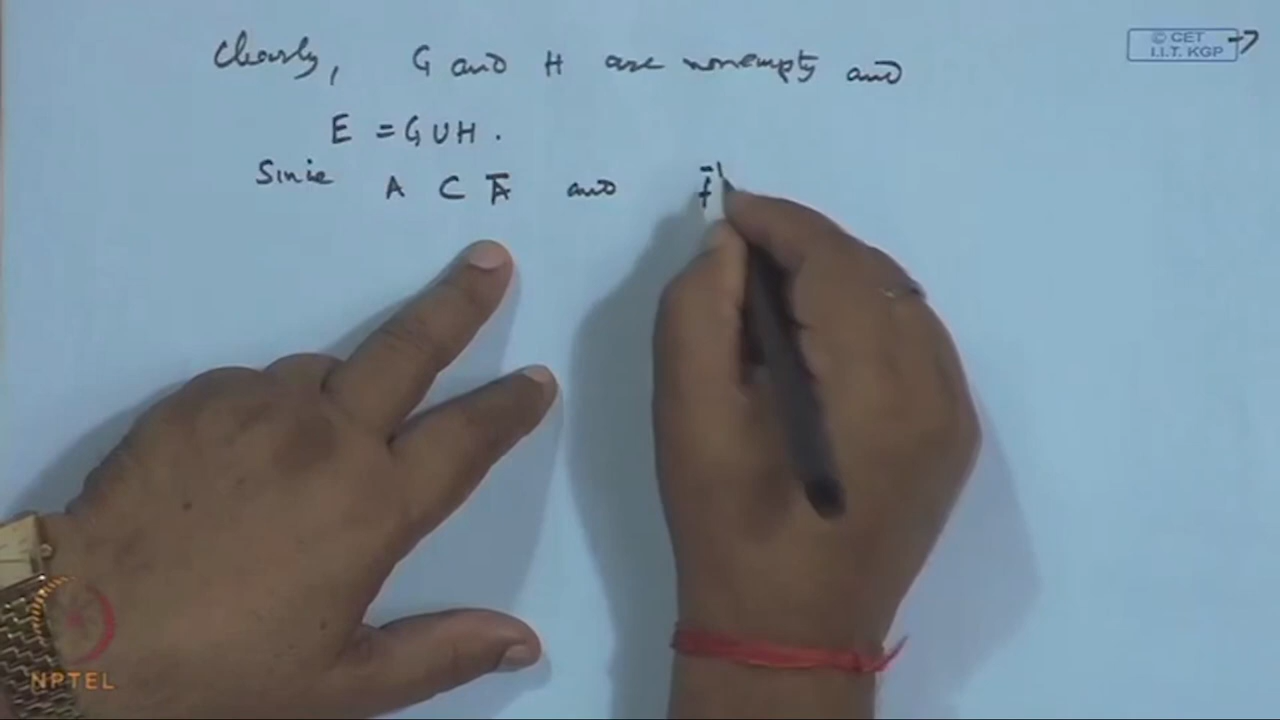 Clearly, G and H are nonempty and
E = G U H .
Since A ⊂ A̅ and f⁻¹
© CET
I.I.T. KGP
NPTEL